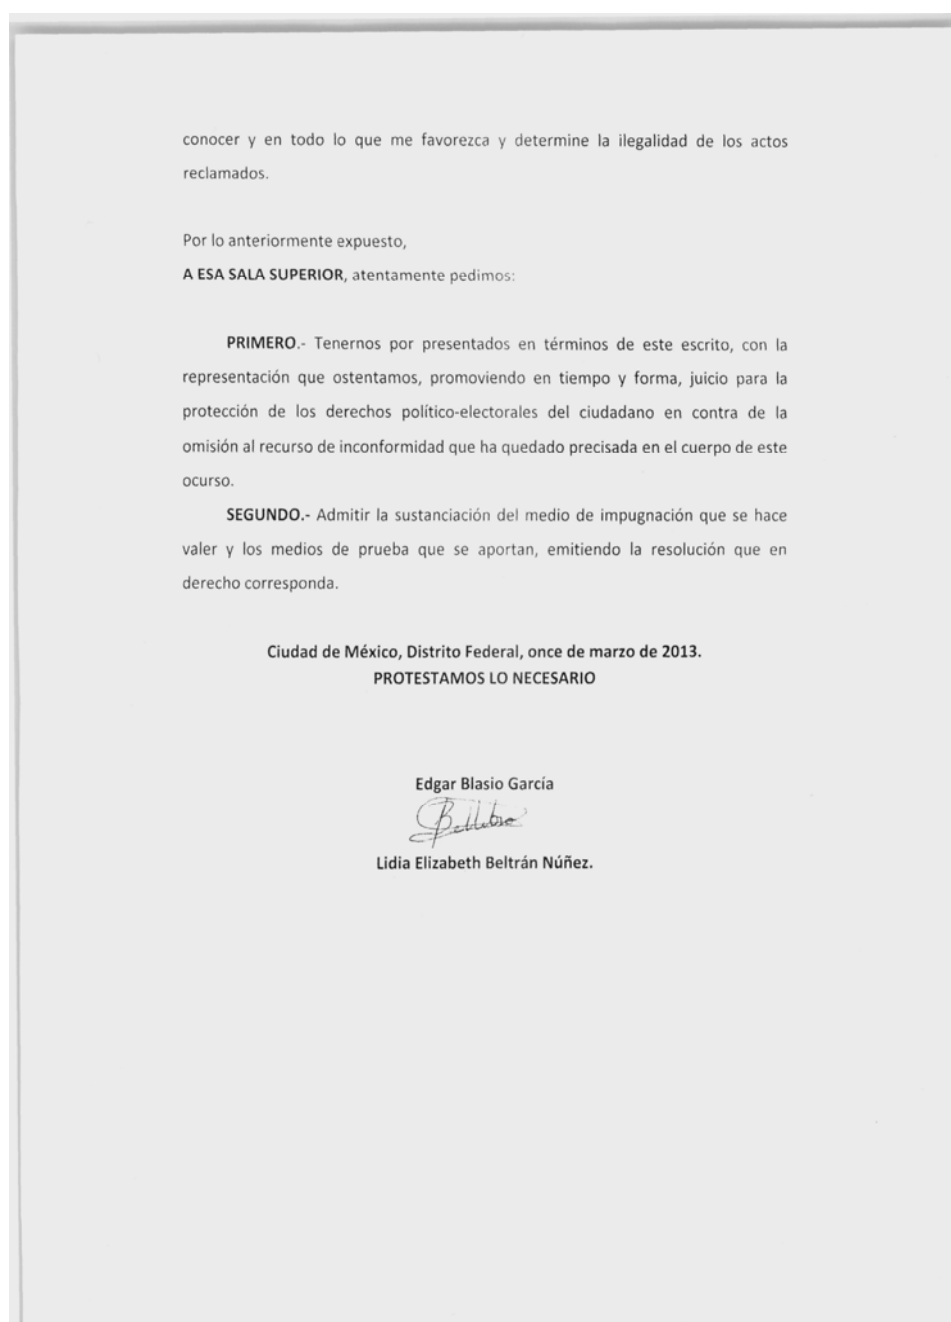 conocer y en todo lo que me favorezca y determine la ilegalidad de los actos
reclamados.
Por lo anteriormente expuesto,
A ESA SALA SUPERIOR, atentamente pedimos:
PRIMERO.- Tenernos por presentados en términos de este escrito, con la
representación que ostentamos, promoviendo en tiempo y forma, juicio para la
protección de los derechos político-electorales del ciudadano en contra de la
omisión al recurso de inconformidad que ha quedado precisada en el cuerpo de este
ocurso.
SEGUNDO.- Admitir la sustanciación del medio de impugnación que se hace
valer y los medios de prueba que se aportan, emitiendo la resolución que en
derecho corresponda.
Ciudad de México, Distrito Federal, once de marzo de 2013.
PROTESTAMOS LO NECESARIO
Edgar Blasio García
Lidia Elizabeth Beltrán Núñez.